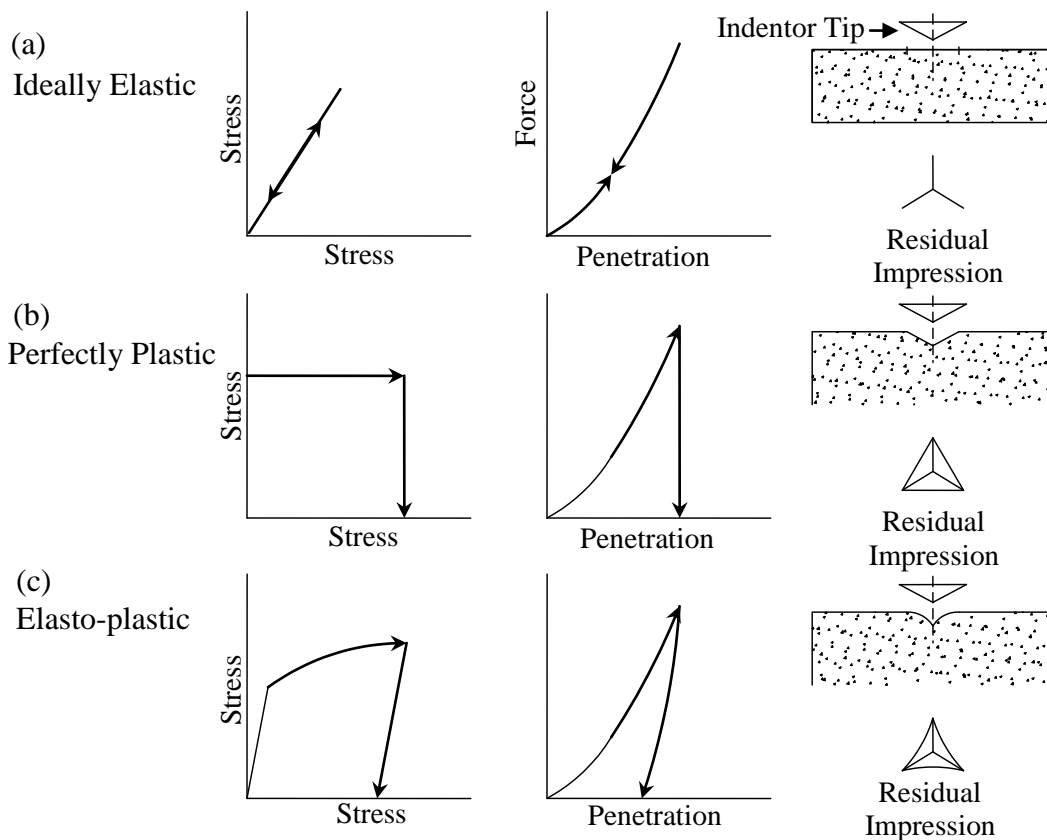 (a)
Ideally Elastic
Stress
Stress
Force
Penetration
Indentor Tip
Residual
Impression
(b)
Perfectly Plastic
Stress
Stress
Penetration
Residual
Impression
(c)
Elasto-plastic
Stress
Stress
Penetration
Residual
Impression